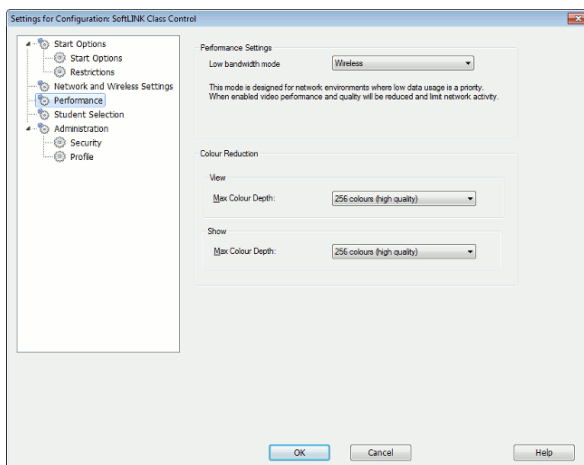 Settings for Configuration: SoftLINK Class Control
Start Options
Start Options
Restrictions
Network and Wireless Settings
Performance
Student Selection
Administration
Security
Profile
Performance Settings
Low bandwidth mode
Wireless
This mode is designed for network environments where low data usage is a priority.
When enabled video performance and quality will be reduced and limit network activity.
Colour Reduction
View
Max Colour Depth:
256 colours (high quality)
Show
Max Colour Depth:
256 colours (high quality)
OK
Cancel
Help